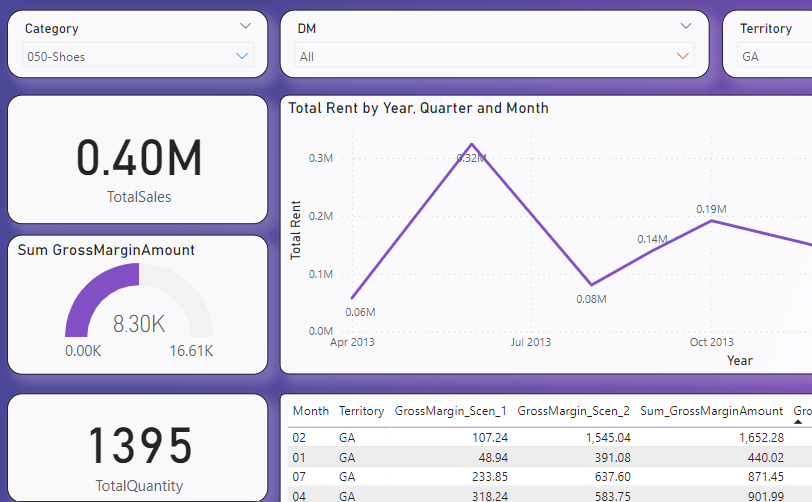 Category
050-Shoes
DM
All
Territory
GA
0.40M
TotalSales
Sum GrossMarginAmount
8.30K
0.00K
16.61K
1395
TotalQuantity
Total Rent by Year, Quarter and Month
Total Rent
0.3M
0.2M
0.1M
0.0M
0.06M
0.32M
0.08M
0.14M
0.19M
Apr 2013
Jul 2013
Oct 2013
Year
Month Territory GrossMargin_Scen_1 GrossMargin_Scen_2 Sum_GrossMarginAmount Gro
02 GA 107.24 1,545.04 1,652.28
01 GA 48.94 391.08 440.02
07 GA 233.85 637.60 871.45
04 GA 318.24 583.75 901.99